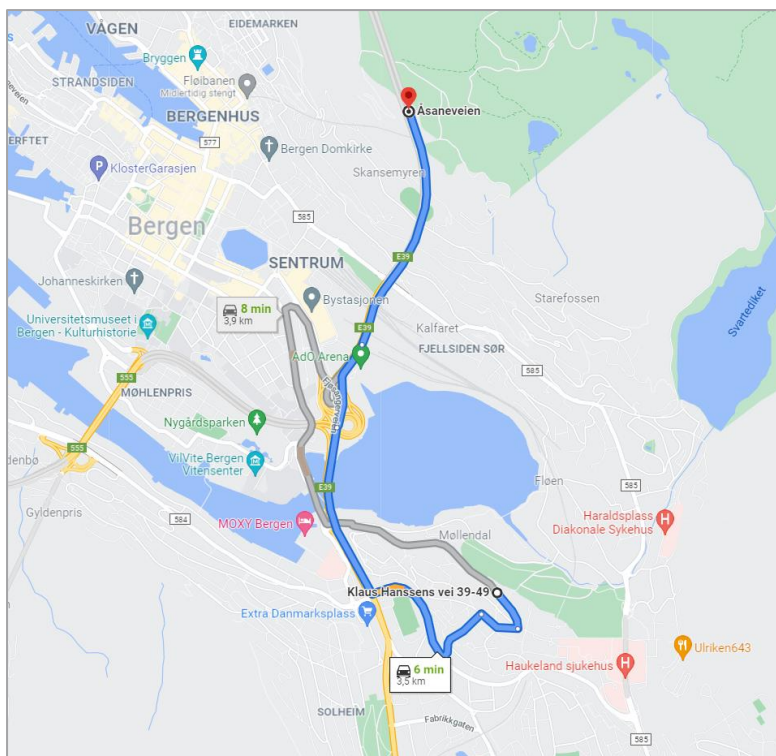 VÅGEN
EIDEMARKEN
Bryggen
Fløibanen
Midlertidig stengt
STRANDSIDEN
BERGENHUS
577
Åsaneveien
KlosterGarasjen
Bergen Domkirke
Skansemyren
Bergen
585
Johanneskirken
SENTRUM
E39
8 min
3,9 km
Bystasjonen
Starefossen
Svartediket
Universitetsmuseet i
Bergen - Kulturhistorie
E39
Kalfaret
AdO Arena
FJELLSIDEN SØR
585
555
MØHLENPRIS
Fjøsangerveien
Nygårdsparken
555
VilVite Bergen
Vitensenter
E39
Fløen
585
Gyldenpris
584
MOXY Bergen
Møllendal
Haraldsplass
Diakonale Sykehus
Klaus Hanssens vei 39-49
Extra Danmarksplass
Ulriken643
6 min
3,5 km
Haukeland sjukehus
SOLHEIM
Fabrikkgaten
585